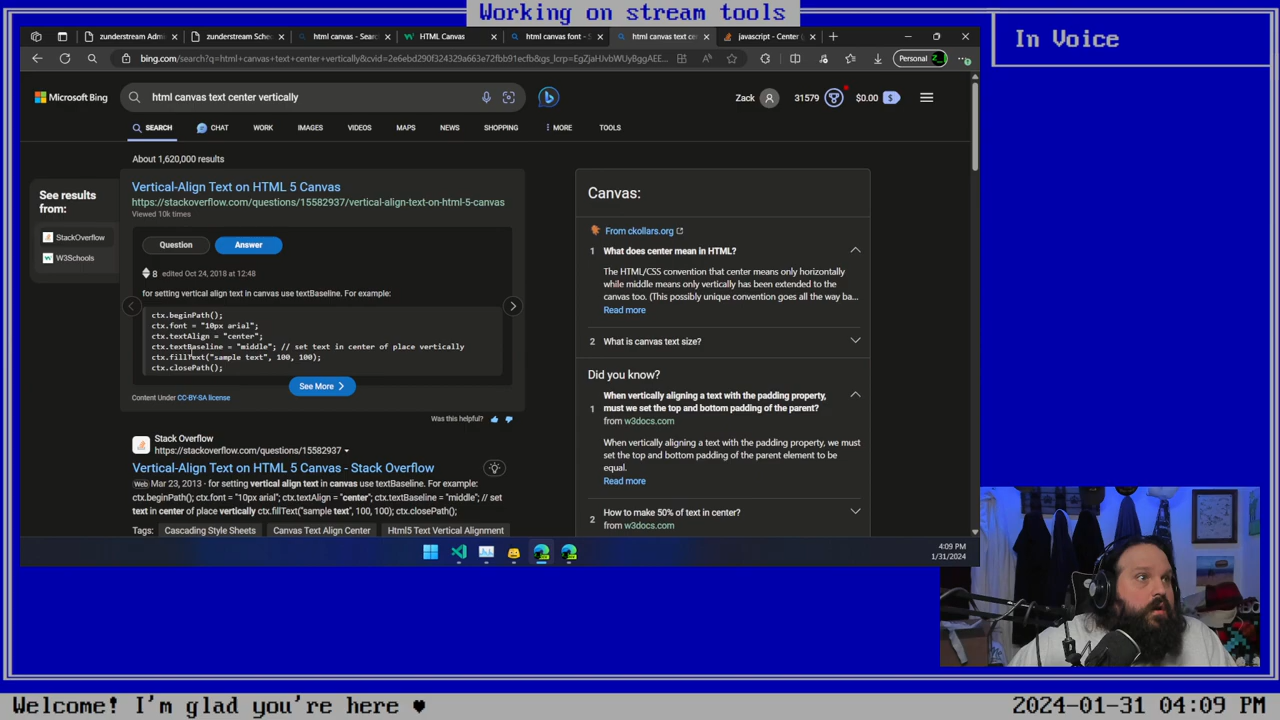 Working on stream tools
In Voice
zunderstream Adm
zunderstream Sch
html canvas - Sear
HTML Canvas
html canvas font - S
html canvas text ce
javascript - Center
bing.com/search?q=html+canvas+text+center+vertically&cvid=2e6ebd290f324329a663e72fbb91ecfb&gs_lcrp=EgZjaHJvbWUyBggAEE...
Personal
Microsoft Bing
html canvas text center vertically
Zack
31579
$0.00
SEARCH
CHAT
WORK
IMAGES
VIDEOS
MAPS
NEWS
SHOPPING
MORE
TOOLS
About 1,620,000 results
See results
from:
StackOverflow
W3Schools
Vertical-Align Text on HTML 5 Canvas
https://stackoverflow.com/questions/15582937/vertical-align-text-on-html-5-canvas
Viewed 10k times
Question
Answer
8 edited Oct 24, 2018 at 12:48
for setting vertical align text in canvas use textBaseline. For example:
ctx.beginPath();
ctx.font = "10px arial";
ctx.textAlign = "center";
ctx.textBaseline = "middle"; // set text in center of place vertically
ctx.fillText("sample text", 100, 100);
ctx.closePath();
See More
Content Under CC-BY-SA license
Was this helpful?
Stack Overflow
https://stackoverflow.com/questions/15582937
Vertical-Align Text on HTML 5 Canvas - Stack Overflow
Web Mar 23, 2013 · for setting vertical align text in canvas use textBaseline. For example:
ctx.beginPath(); ctx.font = "10px arial"; ctx.textAlign = "center"; ctx.textBaseline = "middle"; // set
text in center of place vertically ctx.fillText("sample text", 100, 100); ctx.closePath();
Tags:
Cascading Style Sheets
Canvas Text Align Center
Html5 Text Vertical Alignment
Canvas:
From ckollars.org
1 What does center mean in HTML?
The HTML/CSS convention that center means only horizontally
while middle means only vertically has been extended to the
canvas too. (This possibly unique convention goes all the way ba...
Read more
2 What is canvas text size?
Did you know?
When vertically aligning a text with the padding property,
1 must we set the top and bottom padding of the parent?
from w3docs.com
When vertically aligning a text with the padding property, we must
set the top and bottom padding of the parent element to be
equal.
Read more
How to make 50% of text in center?
2 from w3docs.com
4:09 PM
1/31/2024
Welcome! I'm glad you're here ♥
2024-01-31 04:09 PM